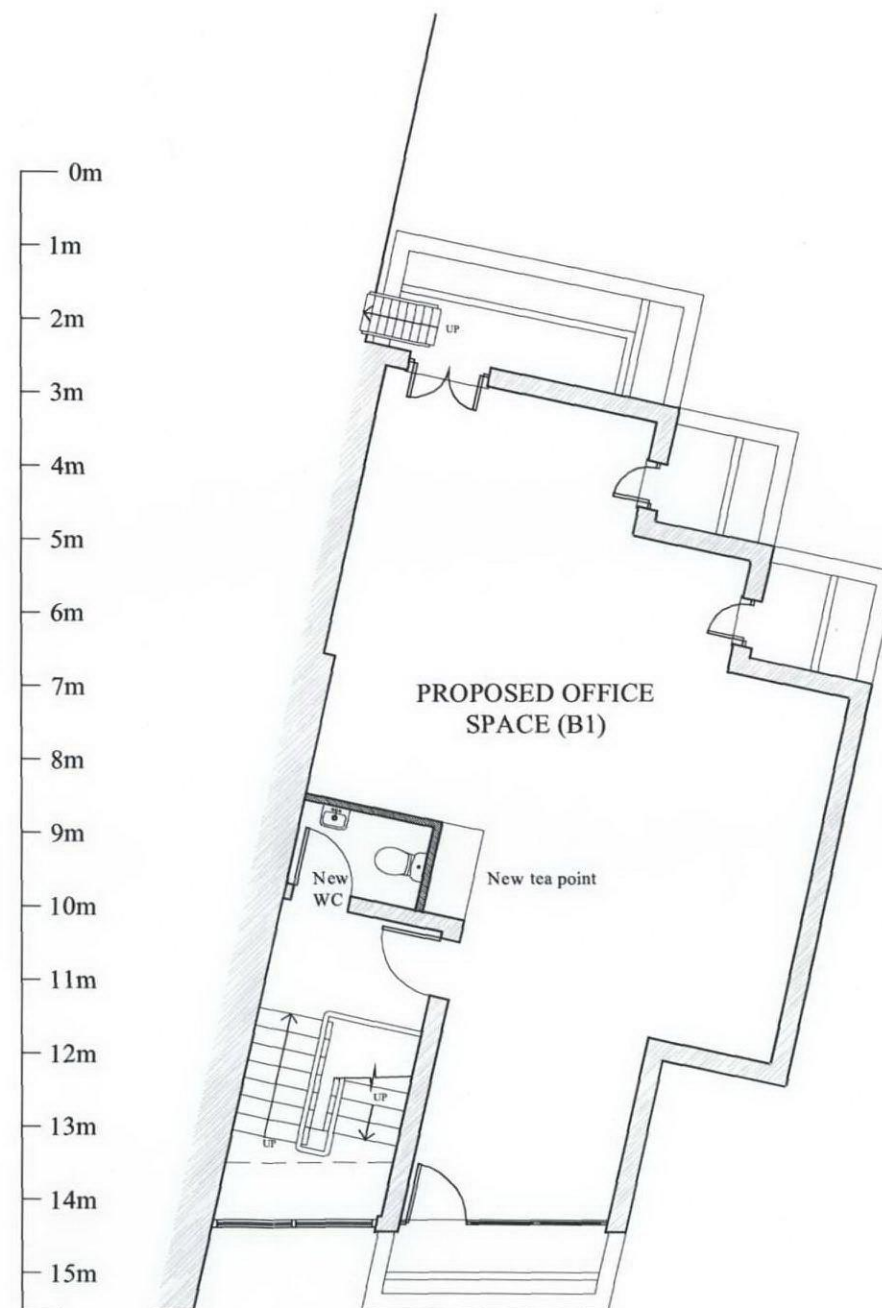 0m
1m
2m
3m
4m
5m
6m
7m
8m
9m
10m
11m
12m
13m
14m
15m
UP
PROPOSED OFFICE
SPACE (B1)
New
WC
New tea point
UP
UP